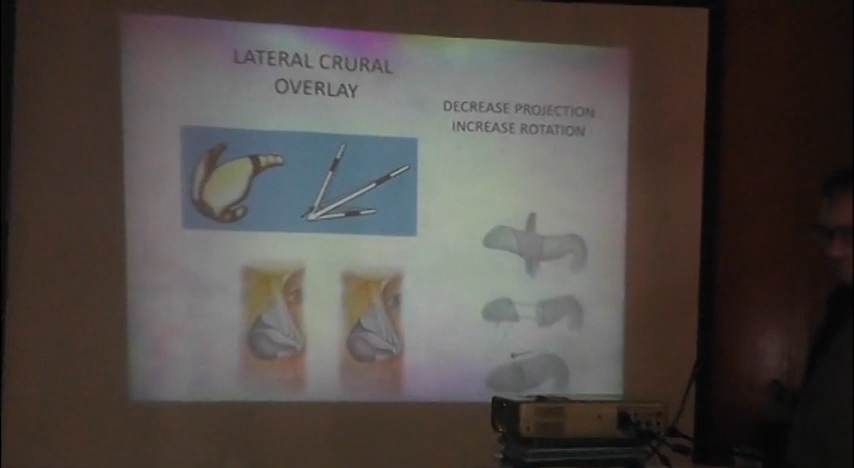 LATERAL CRURAL
OVERLAY
DECREASE PROJECTION
INCREASE ROTATION